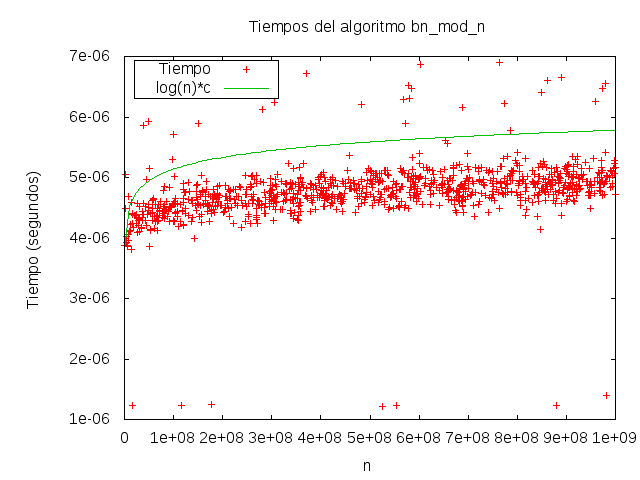 Tiempos del algoritmo bn_mod_n
7e-06
6e-06
5e-06
4e-06
3e-06
2e-06
1e-06
Tiempo (segundos)
Tiempo
log(n)*c
0 1e+08 2e+08 3e+08 4e+08 5e+08 6e+08 7e+08 8e+08 9e+08 1e+09
n